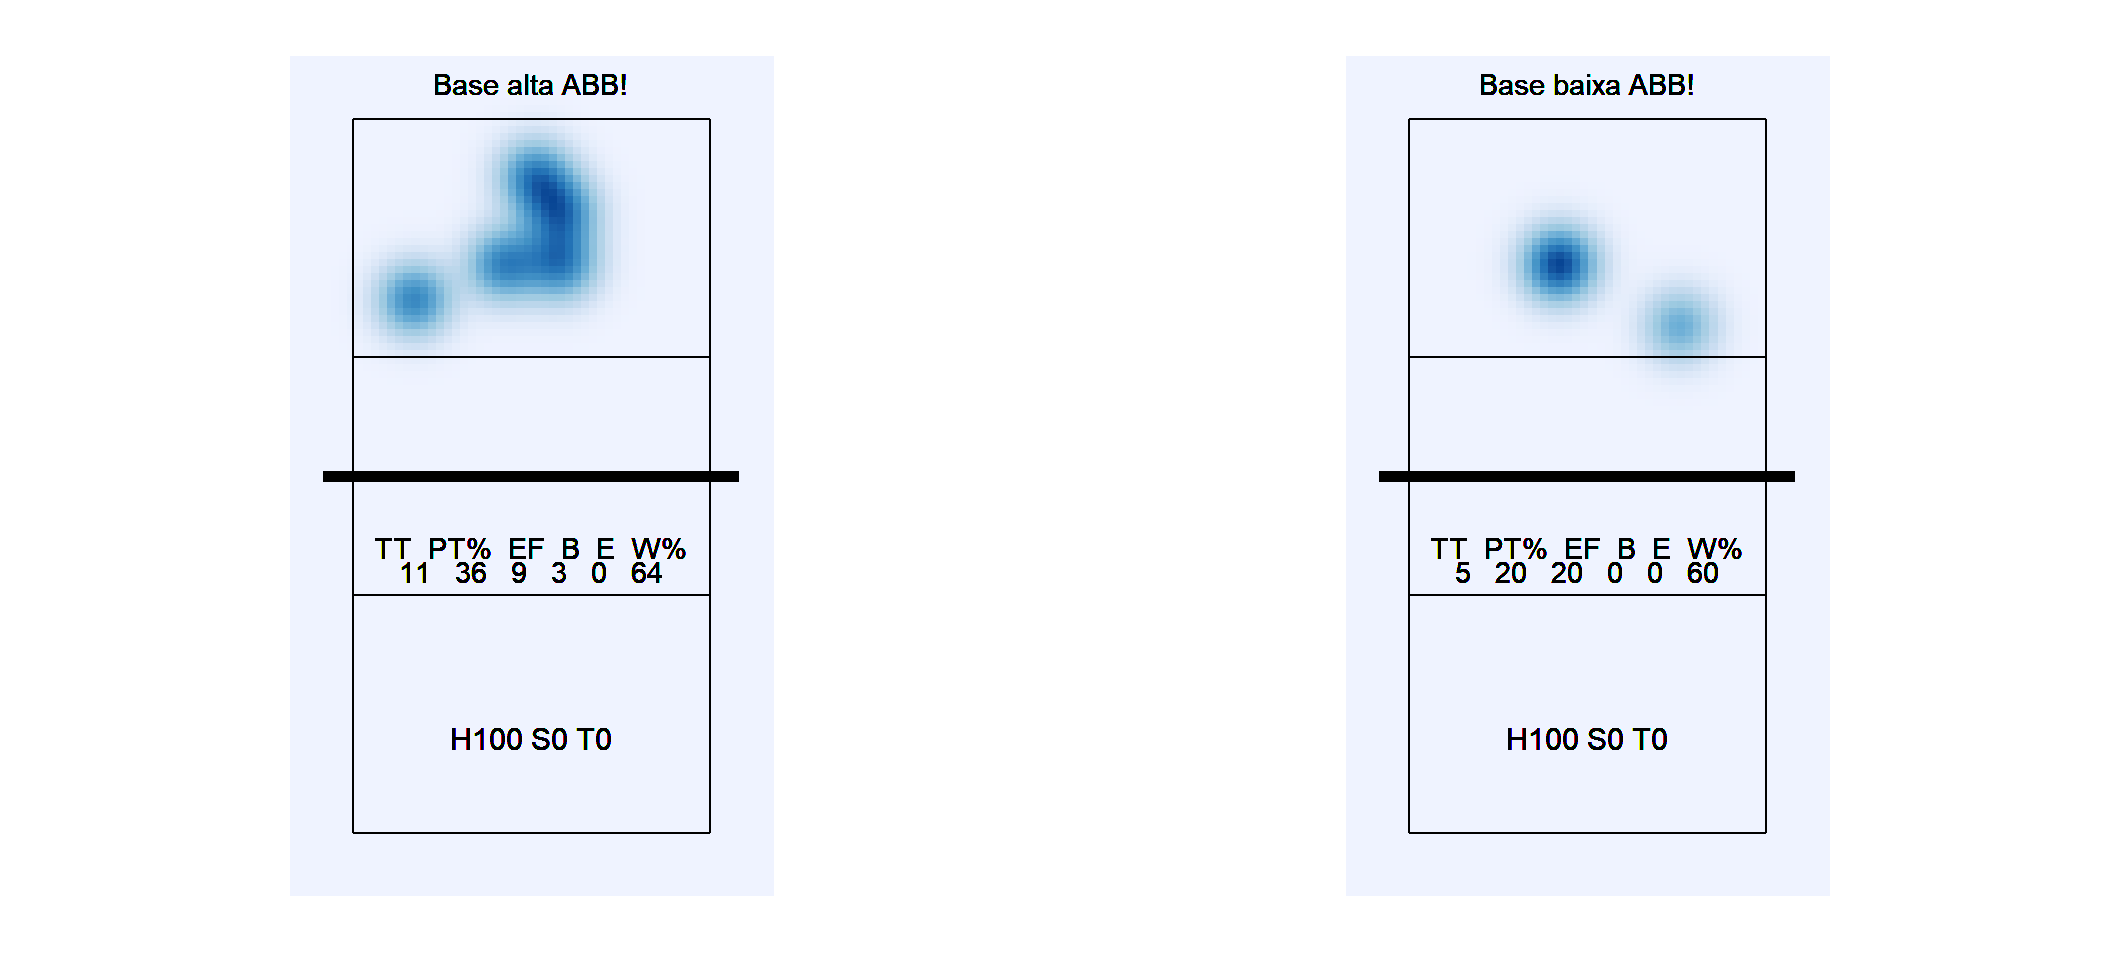 Base alta ABB!
TT PT% EF B E W%
11 36 9 3 0 64
H100 S0 T0
Base baixa ABB!
TT PT% EF B E W%
5 20 20 0 0 60
H100 S0 T0